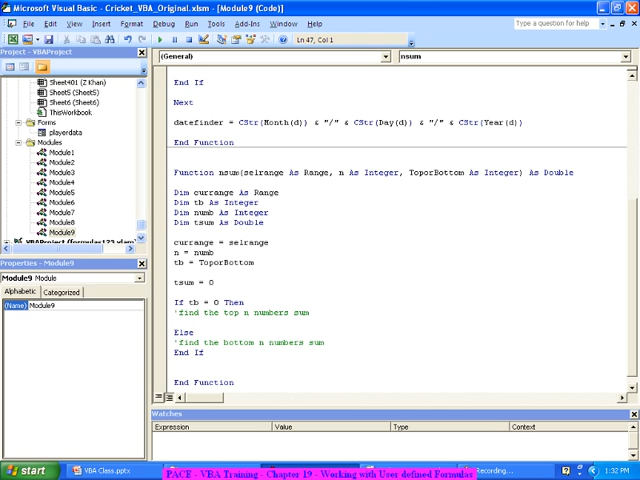 Microsoft Visual Basic - Cricket_VBA_Original.xlsm - [Module9 (Code)]
File Edit View Insert Format Debug Run Tools Add-Ins Window Help
Type a question for help
Ln 47, Col 1
Project - VBAProject
Sheet401 (Z Khan)
Sheet5 (Sheet5)
Sheet6 (Sheet6)
ThisWorkbook
Forms
playerdata
Modules
Module1
Module2
Module3
Module4
Module5
Module6
Module7
Module8
Module9
VBAProject (formulas123.xlam)
Properties - Module9
Module9 Module
Alphabetic Categorized
(Name) Module9
(General)
nsum
End If
Next
datefinder = CStr(Month(d)) & "/" & CStr(Day(d)) & "/" & CStr(Year(d))
End Function
Function nsum(selrange As Range, n As Integer, ToporBottom As Integer) As Double
Dim currange As Range
Dim tb As Integer
Dim numb As Integer
Dim tsum As Double
currange = selrange
n = numb
tb = ToporBottom
tsum = 0
If tb = 0 Then
'find the top n numbers sum
Else
'find the bottom n numbers sum
End If
End Function
Watches
Expression Value Type Context
start
VBA Class.pptx
Recording...
1:32 PM
PACE - VBA Training - Chapter 19 - Working with User defined Formulas